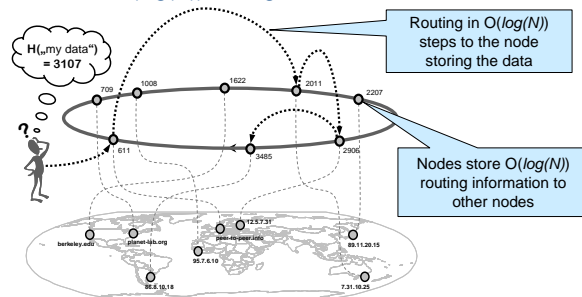 H(„my data“)
= 3107
Routing in O(log(N))
steps to the node
storing the data
709
1008
1622
2011
2207
?
611
3485
2906
Nodes store O(log(N))
routing information to
other nodes
12.5.7.31
berkeley.edu
planet-lab.org
peer-to-peer.info
89.11.20.15
95.7.6.10
86.8.10.18
7.31.10.25